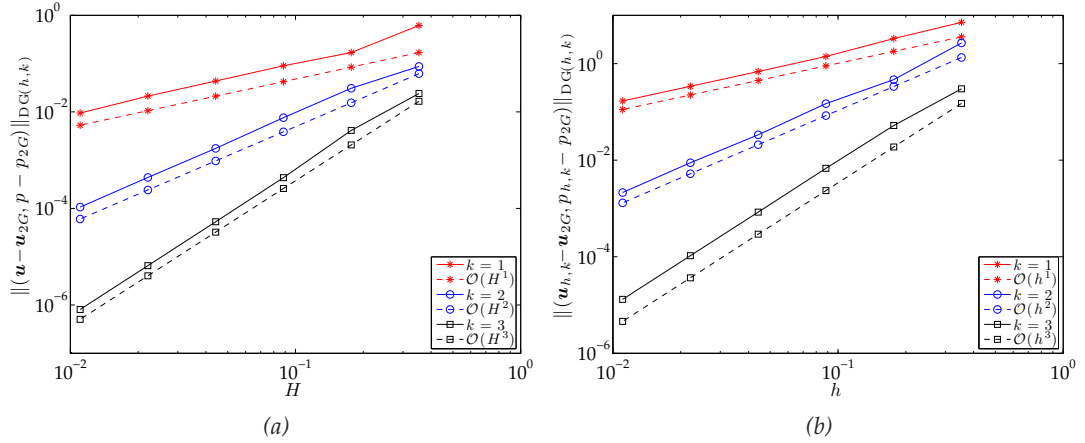 10^0
10^{-2}
10^{-4}
10^{-6}
‖(u − u_{2G}, p − p_{2G})‖_{DG(h,k)}
k = 1
O(H^1)
k = 2
O(H^2)
k = 3
O(H^3)
10^{-2} 10^{-1} 10^0
H
(a)
10^0
10^{-2}
10^{-4}
10^{-6}
‖(u_{h,k} − u_{2G}, p_{h,k} − p_{2G})‖_{DG(h,k)}
k = 1
O(h^1)
k = 2
O(h^2)
k = 3
O(h^3)
10^{-2} 10^{-1} 10^0
h
(b)